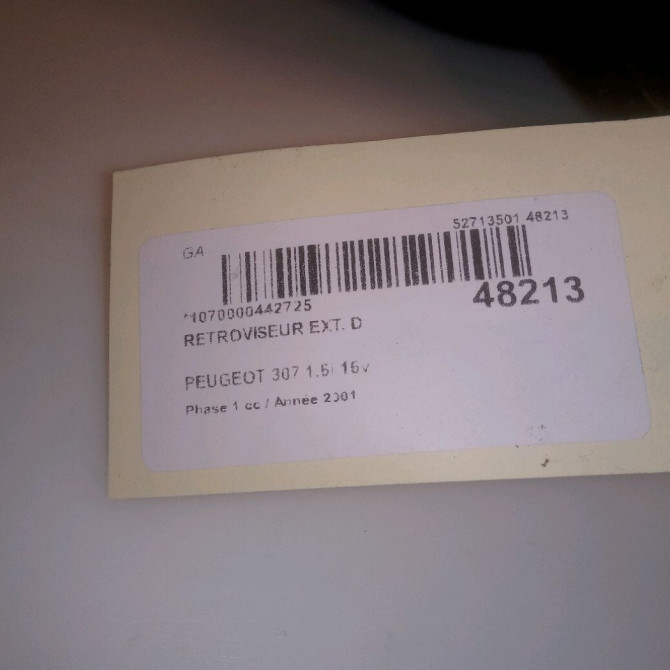 GA
52713501 48213
*1070000442725
48213
RETROVISEUR EXT. D
PEUGEOT 307 1.6i 16v
Phase 1 cc / Année 2001